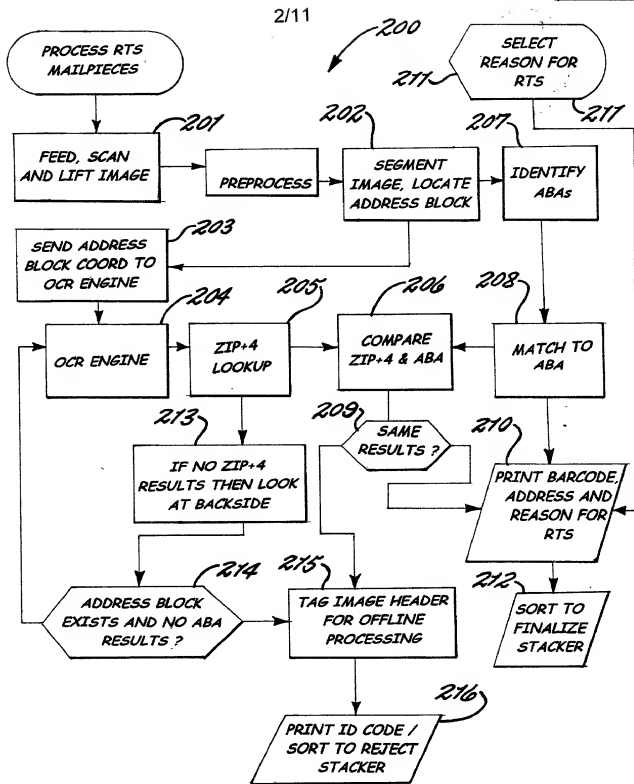 2/11
200
PROCESS RTS
MAILPIECES
SELECT
REASON FOR
RTS
211
211
201
FEED, SCAN
AND LIFT IMAGE
PREPROCESS
202
SEGMENT
IMAGE, LOCATE
ADDRESS BLOCK
207
IDENTIFY
ABAs
203
SEND ADDRESS
BLOCK COORD TO
OCR ENGINE
204
OCR ENGINE
205
ZIP+4
LOOKUP
206
COMPARE
ZIP+4 & ABA
208
MATCH TO
ABA
209
SAME
RESULTS ?
210
PRINT BARCODE,
ADDRESS AND
REASON FOR
RTS
213
IF NO ZIP+4
RESULTS THEN LOOK
AT BACKSIDE
214
ADDRESS BLOCK
EXISTS AND NO ABA
RESULTS ?
215
TAG IMAGE HEADER
FOR OFFLINE
PROCESSING
212
SORT TO
FINALIZE
STACKER
216
PRINT ID CODE /
SORT TO REJECT
STACKER